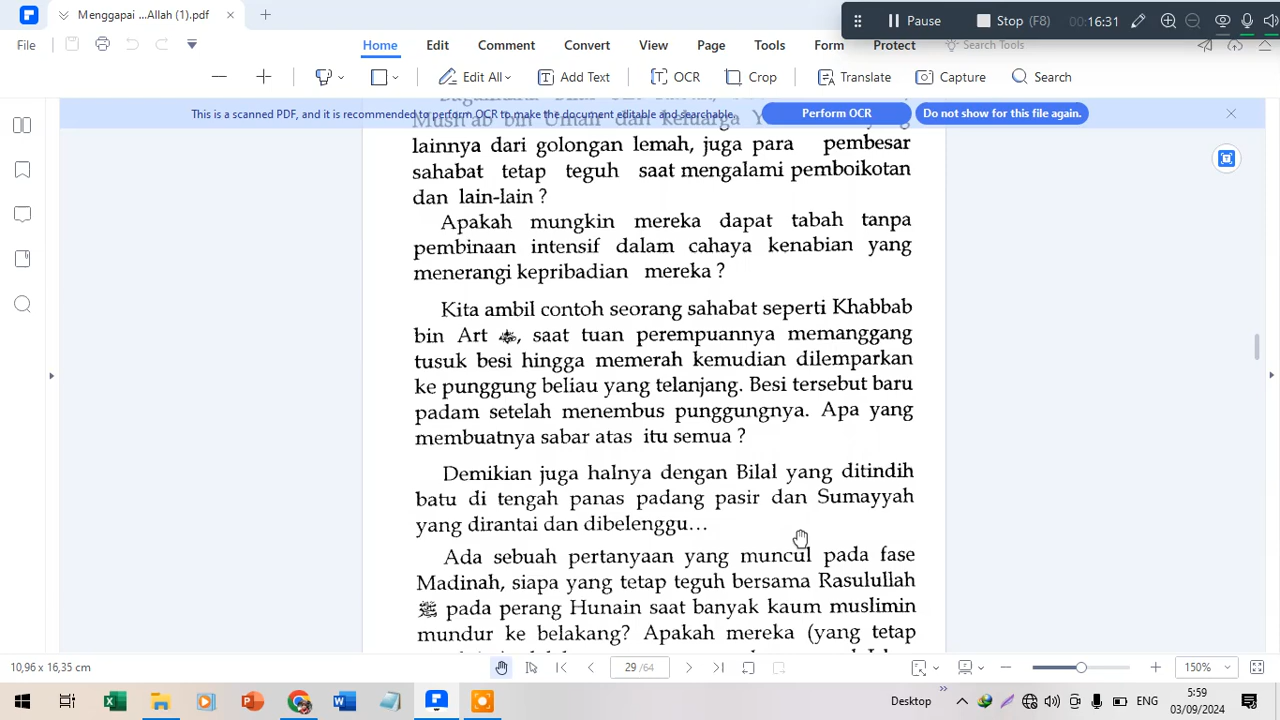 Menggapai ...Allah (1).pdf
Pause
Stop (F8)
00:16:31
File
Home
Edit
Comment
Convert
View
Page
Tools
Form
Protect
Search Tools
Edit All
Add Text
OCR
Crop
Translate
Capture
Search
This is a scanned PDF, and it is recommended to perform OCR to make the document editable and searchable.
Perform OCR
Do not show for this file again.
lainnya dari golongan lemah, juga para pembesar
sahabat tetap teguh saat mengalami pemboikotan
dan lain-lain ?
Apakah mungkin mereka dapat tabah tanpa
pembinaan intensif dalam cahaya kenabian yang
menerangi kepribadian mereka ?
Kita ambil contoh seorang sahabat seperti Khabbab
bin Art, saat tuan perempuannya memanggang
tusuk besi hingga memerah kemudian dilemparkan
ke punggung beliau yang telanjang. Besi tersebut baru
padam setelah menembus punggungnya. Apa yang
membuatnya sabar atas itu semua ?
Demikian juga halnya dengan Bilal yang ditindih
batu di tengah panas padang pasir dan Sumayyah
yang dirantai dan dibelenggu...
Ada sebuah pertanyaan yang muncul pada fase
Madinah, siapa yang tetap teguh bersama Rasulullah
ﷺ pada perang Hunain saat banyak kaum muslimin
mundur ke belakang? Apakah mereka (yang tetap
10,96 x 16,35 cm
29 /64
150%
Desktop
ENG
5:59
03/09/2024